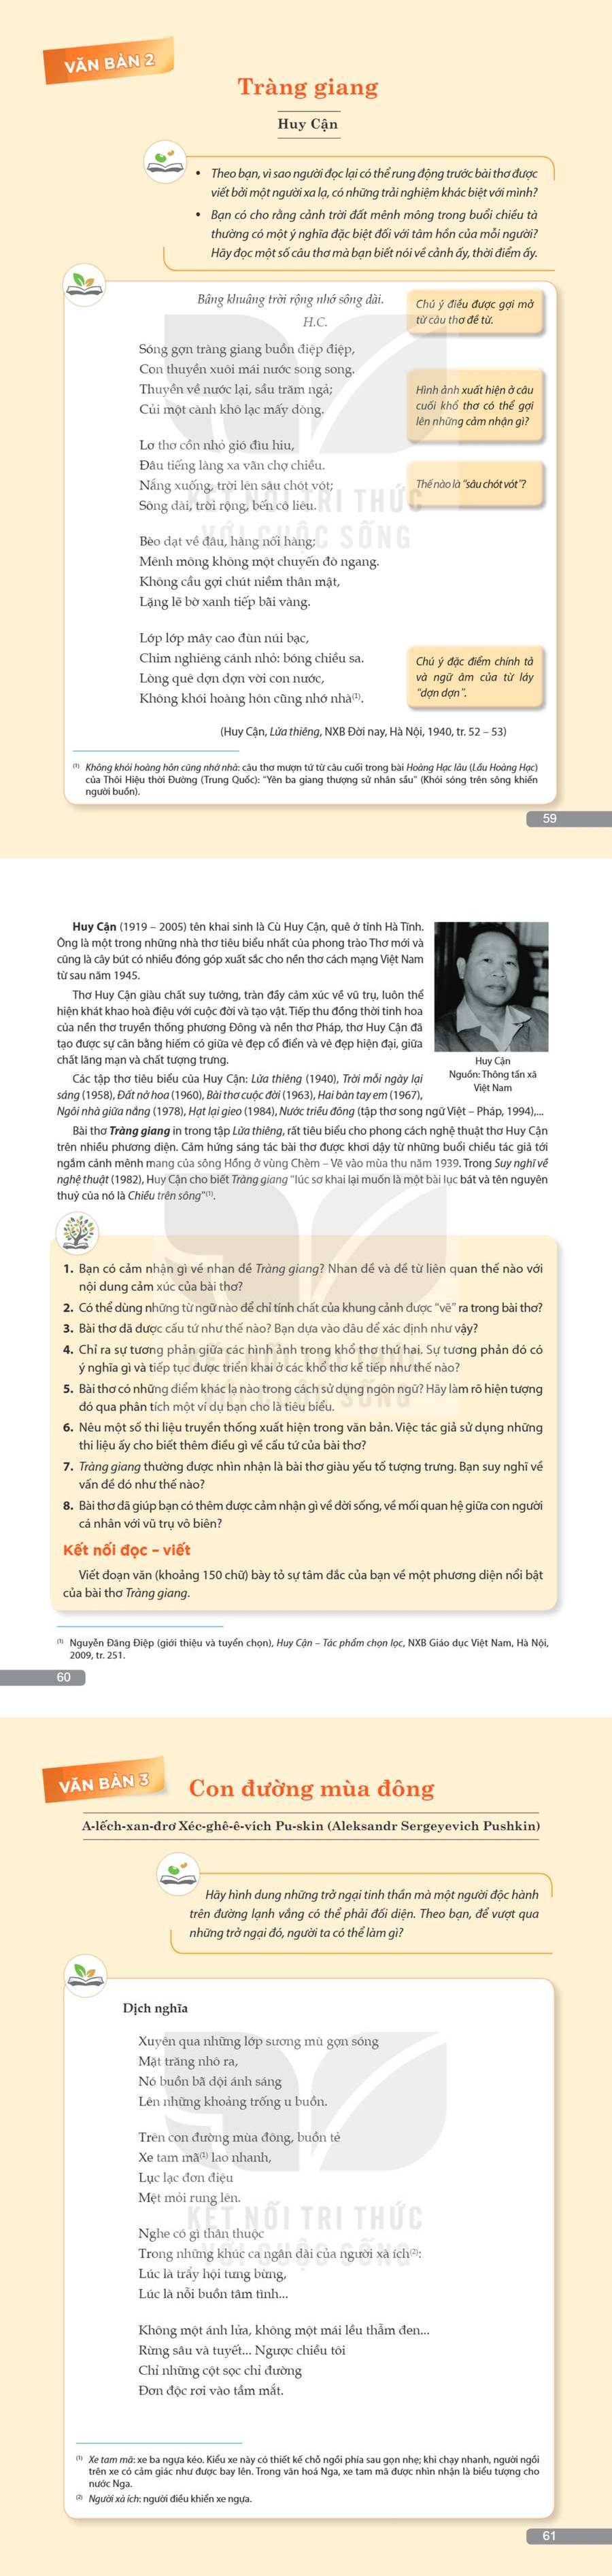 VĂN BẢN 2
Tràng giang
Huy Cận
• Theo bạn, vì sao người đọc lại có thể rung động trước bài thơ được
viết bởi một người xa lạ, có những trải nghiệm khác biệt với mình?
• Bạn có cho rằng cảnh trời đất mênh mông trong buổi chiều tà
thường có một ý nghĩa đặc biệt đối với tâm hồn của mỗi người?
Hãy đọc một số câu thơ mà bạn biết nói về cảnh ấy, thời điểm ấy.
Bâng khuâng trời rộng nhớ sông dài.
H.C.
Chú ý điều được gợi mở
từ câu thơ đề từ.
Sóng gợn tràng giang buồn điệp điệp,
Con thuyền xuôi mái nước song song.
Thuyền về nước lại, sầu trăm ngả;
Củi một cành khô lạc mấy dòng.
Hình ảnh xuất hiện ở câu
cuối khổ thơ có thể gợi
lên những cảm nhận gì?
Lơ thơ cồn nhỏ gió đìu hiu,
Đâu tiếng làng xa vãn chợ chiều.
Nắng xuống, trời lên sâu chót vót;
Sông dài, trời rộng, bến cô liêu.
Thế nào là “sâu chót vót”?
Bèo dạt về đâu, hàng nối hàng;
Mênh mông không một chuyến đò ngang.
Không cầu gợi chút niềm thân mật,
Lặng lẽ bờ xanh tiếp bãi vàng.
Lớp lớp mây cao đùn núi bạc,
Chim nghiêng cánh nhỏ: bóng chiều sa.
Lòng quê dợn dợn vời con nước,
Không khói hoàng hôn cũng nhớ nhà(1).
Chú ý đặc điểm chính tả
và ngữ âm của từ láy
“dợn dợn”.
(Huy Cận, Lửa thiêng, NXB Đời nay, Hà Nội, 1940, tr. 52 – 53)
(1) Không khói hoàng hôn cũng nhớ nhà: câu thơ mượn tứ từ câu cuối trong bài Hoàng Hạc lâu (Lầu Hoàng Hạc)
của Thôi Hiệu thời Đường (Trung Quốc): “Yên ba giang thượng sử nhân sầu” (Khói sóng trên sông khiến
người buồn).
KẾT NỐI TRI THỨC
VỚI CUỘC SỐNG
59
Huy Cận (1919 – 2005) tên khai sinh là Cù Huy Cận, quê ở tỉnh Hà Tĩnh.
Ông là một trong những nhà thơ tiêu biểu nhất của phong trào Thơ mới và
cũng là cây bút có nhiều đóng góp xuất sắc cho nền thơ cách mạng Việt Nam
từ sau năm 1945.
Thơ Huy Cận giàu chất suy tưởng, tràn đầy cảm xúc về vũ trụ, luôn thể
hiện khát khao hoà điệu với cuộc đời và tạo vật. Tiếp thu đồng thời tinh hoa
của nền thơ truyền thống phương Đông và nền thơ Pháp, thơ Huy Cận đã
tạo được sự cân bằng hiếm có giữa vẻ đẹp cổ điển và vẻ đẹp hiện đại, giữa
chất lãng mạn và chất tượng trưng.
Huy Cận
Nguồn: Thông tấn xã
Việt Nam
Các tập thơ tiêu biểu của Huy Cận: Lửa thiêng (1940), Trời mỗi ngày lại
sáng (1958), Đất nở hoa (1960), Bài thơ cuộc đời (1963), Hai bàn tay em (1967),
Ngôi nhà giữa nắng (1978), Hạt lại gieo (1984), Nước triều đông (tập thơ song ngữ Việt – Pháp, 1994),...
Bài thơ Tràng giang in trong tập Lửa thiêng, rất tiêu biểu cho phong cách nghệ thuật thơ Huy Cận
trên nhiều phương diện. Cảm hứng sáng tác bài thơ được khơi dậy từ những buổi chiều tác giả tới
ngắm cảnh mênh mang của sông Hồng ở vùng Chèm – Vẽ vào mùa thu năm 1939. Trong Suy nghĩ về
nghệ thuật (1982), Huy Cận cho biết Tràng giang “lúc sơ khai lại muốn là một bài lục bát và tên nguyên
thuỷ của nó là Chiều trên sông”(1).
1. Bạn có cảm nhận gì về nhan đề Tràng giang? Nhan đề và đề từ liên quan thế nào với
nội dung cảm xúc của bài thơ?
2. Có thể dùng những từ ngữ nào để chỉ tính chất của khung cảnh được “vẽ” ra trong bài thơ?
3. Bài thơ đã được cấu tứ như thế nào? Bạn dựa vào đâu để xác định như vậy?
4. Chỉ ra sự tương phản giữa các hình ảnh trong khổ thơ thứ hai. Sự tương phản đó có
ý nghĩa gì và tiếp tục được triển khai ở các khổ thơ kế tiếp như thế nào?
5. Bài thơ có những điểm khác lạ nào trong cách sử dụng ngôn ngữ? Hãy làm rõ hiện tượng
đó qua phân tích một ví dụ bạn cho là tiêu biểu.
6. Nêu một số thi liệu truyền thống xuất hiện trong văn bản. Việc tác giả sử dụng những
thi liệu ấy cho biết thêm điều gì về cấu tứ của bài thơ?
7. Tràng giang thường được nhìn nhận là bài thơ giàu yếu tố tượng trưng. Bạn suy nghĩ về
vấn đề đó như thế nào?
8. Bài thơ đã giúp bạn có thêm được cảm nhận gì về đời sống, về mối quan hệ giữa con người
cá nhân với vũ trụ vô biên?
Kết nối đọc – viết
Viết đoạn văn (khoảng 150 chữ) bày tỏ sự tâm đắc của bạn về một phương diện nổi bật
của bài thơ Tràng giang.
(1) Nguyễn Đăng Điệp (giới thiệu và tuyển chọn), Huy Cận – Tác phẩm chọn lọc, NXB Giáo dục Việt Nam, Hà Nội,
2009, tr. 251.
KẾT NỐI TRI THỨC
VỚI CUỘC SỐNG
60
VĂN BẢN 3
Con đường mùa đông
A-lếch-xan-đrơ Xéc-ghê-ê-vích Pu-skin (Aleksandr Sergeyevich Pushkin)
Hãy hình dung những trở ngại tinh thần mà một người độc hành
trên đường lạnh vắng có thể phải đối diện. Theo bạn, để vượt qua
những trở ngại đó, người ta có thể làm gì?
Dịch nghĩa
Xuyên qua những lớp sương mù gợn sóng
Mặt trăng nhô ra,
Nó buồn bã dội ánh sáng
Lên những khoảng trống u buồn.
Trên con đường mùa đông, buồn tẻ
Xe tam mã(1) lao nhanh,
Lục lạc đơn điệu
Mệt mỏi rung lên.
Nghe có gì thân thuộc
Trong những khúc ca ngân dài của người xà ích(2):
Lúc là trẩy hội tưng bừng,
Lúc là nỗi buồn tâm tình...
Không một ánh lửa, không một mái lều thẫm đen...
Rừng sâu và tuyết... Ngược chiều tôi
Chỉ những cột sọc chỉ đường
Đơn độc rơi vào tầm mắt.
(1) Xe tam mã: xe ba ngựa kéo. Kiểu xe này có thiết kế chỗ ngồi phía sau gọn nhẹ; khi chạy nhanh, người ngồi
trên xe có cảm giác như được bay lên. Trong văn hoá Nga, xe tam mã được nhìn nhận là biểu tượng cho
nước Nga.
(2) Người xà ích: người điều khiển xe ngựa.
KẾT NỐI TRI THỨC
VỚI CUỘC SỐNG
61